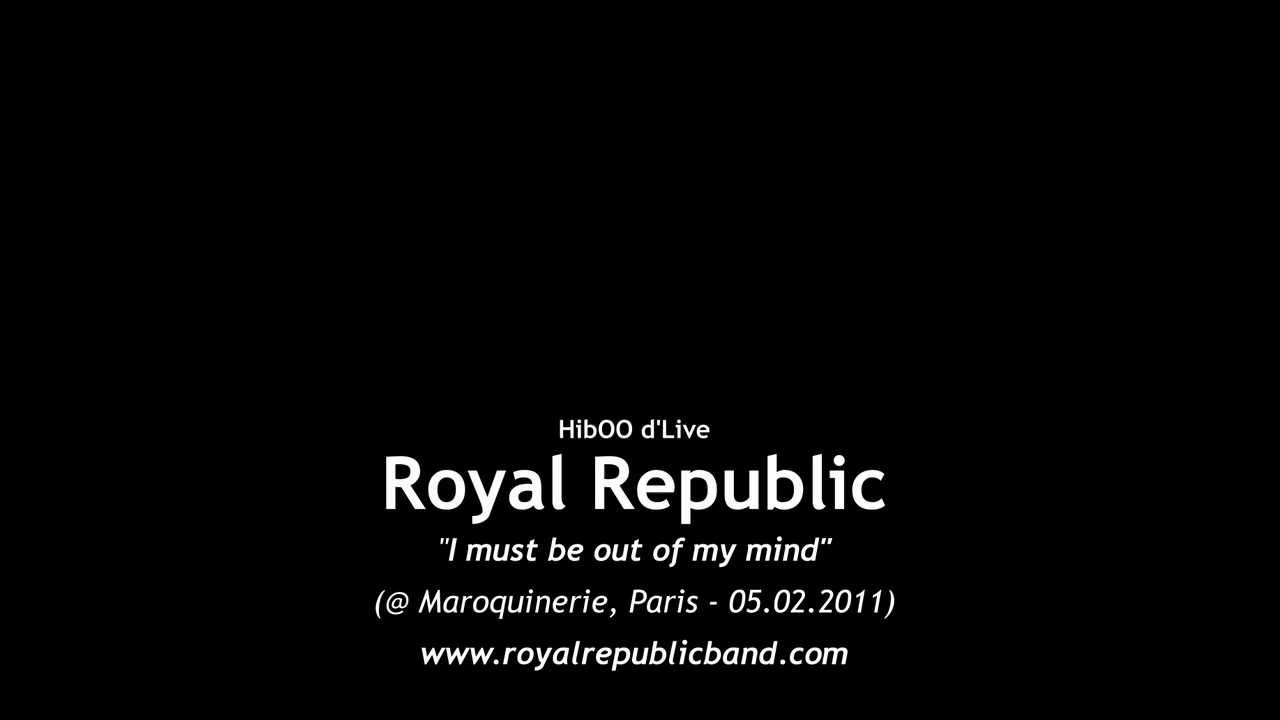 HibOO d'Live
Royal Republic
"I must be out of my mind"
(@ Maroquinerie, Paris - 05.02.2011)
www.royalrepublicband.com